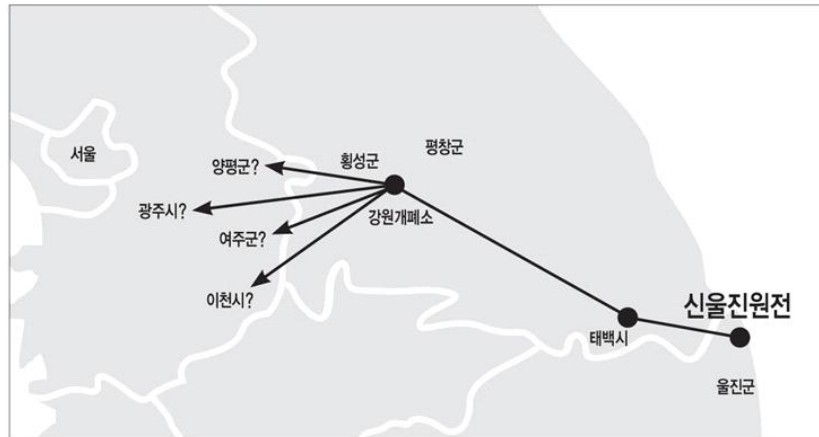 서울
양평군?
횡성군
평창군
광주시?
강원개폐소
여주군?
이천시?
신울진원전
태백시
울진군